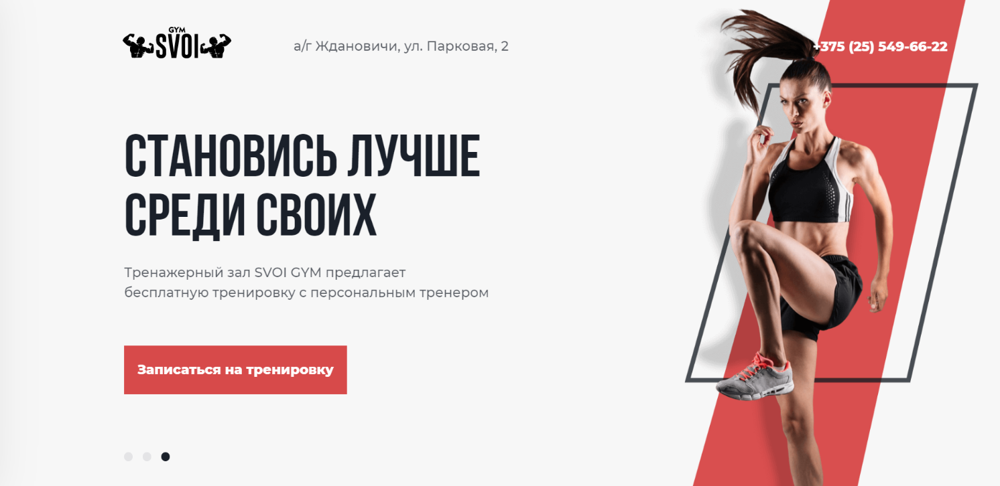 GYM
SVOI
а/г Ждановичи, ул. Парковая, 2
+375 (25) 549-66-22
СТАНОВИСЬ ЛУЧШЕ
СРЕДИ СВОИХ
Тренажерный зал SVOI GYM предлагает
бесплатную тренировку с персональным тренером
Записаться на тренировку